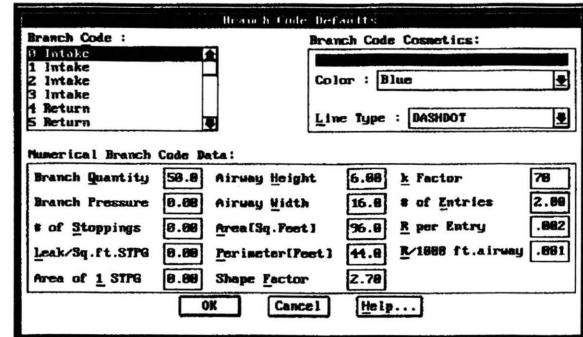 Branch Code Defaults
Branch Code :
0 Intake
1 Intake
2 Intake
3 Intake
4 Return
5 Return
Branch Code Cosmetics:
Color : Blue
Line Type : DASHDOT
Numerical Branch Code Data:
Branch Quantity 50.0 Airway Height 6.00 k Factor 70
Branch Pressure 0.00 Airway Width 16.0 # of Entries 2.00
# of Stoppings 0.00 Area[Sq.Feet] 96.0 R per Entry .002
Leak/Sq.ft.STPG 0.00 Perimeter[Feet] 44.0 R/1000 ft.airway .001
Area of 1 STPG 0.00 Shape Factor 2.70
OK Cancel Help...